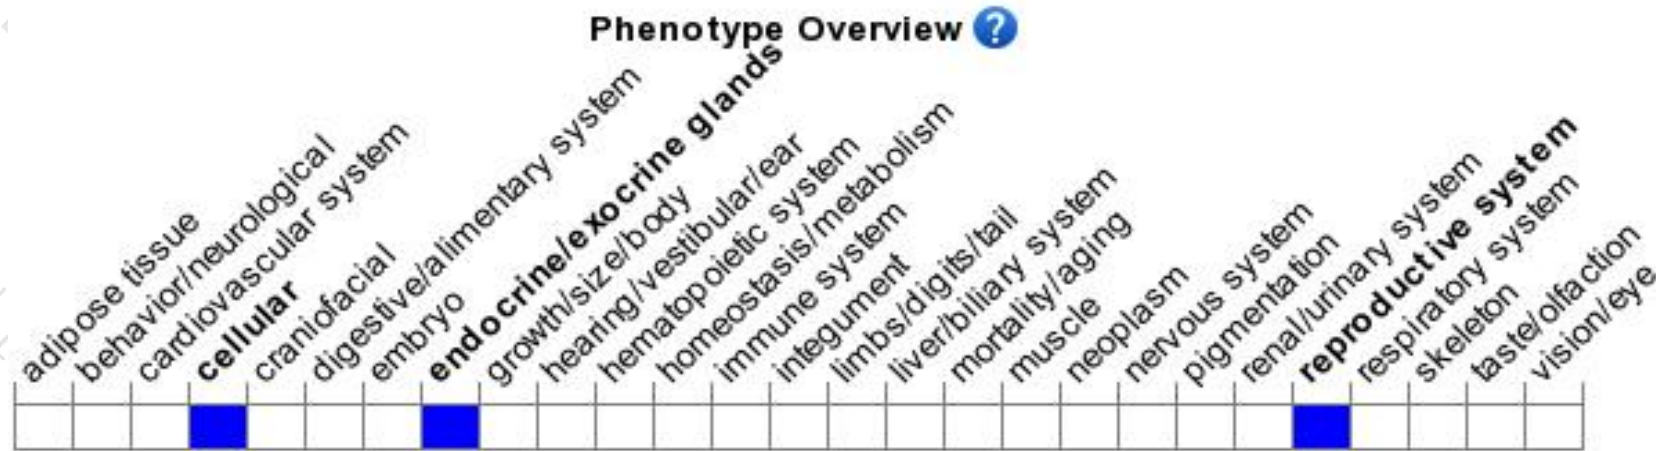 Phenotype Overview ?
adipose tissue
behavior/neurological
cardiovascular system
cellular
craniofacial
digestive/alimentary system
embryo
endocrine/exocrine glands
growth/size/body
hearing/vestibular/ear
hematopoietic system
homeostasis/metabolism
immune system
integument
limbs/digits/tail
liver/biliary system
mortality/aging
muscle
neoplasm
nervous system
pigmentation
renal/urinary system
reproductive system
respiratory system
skeleton
taste/olfaction
vision/eye